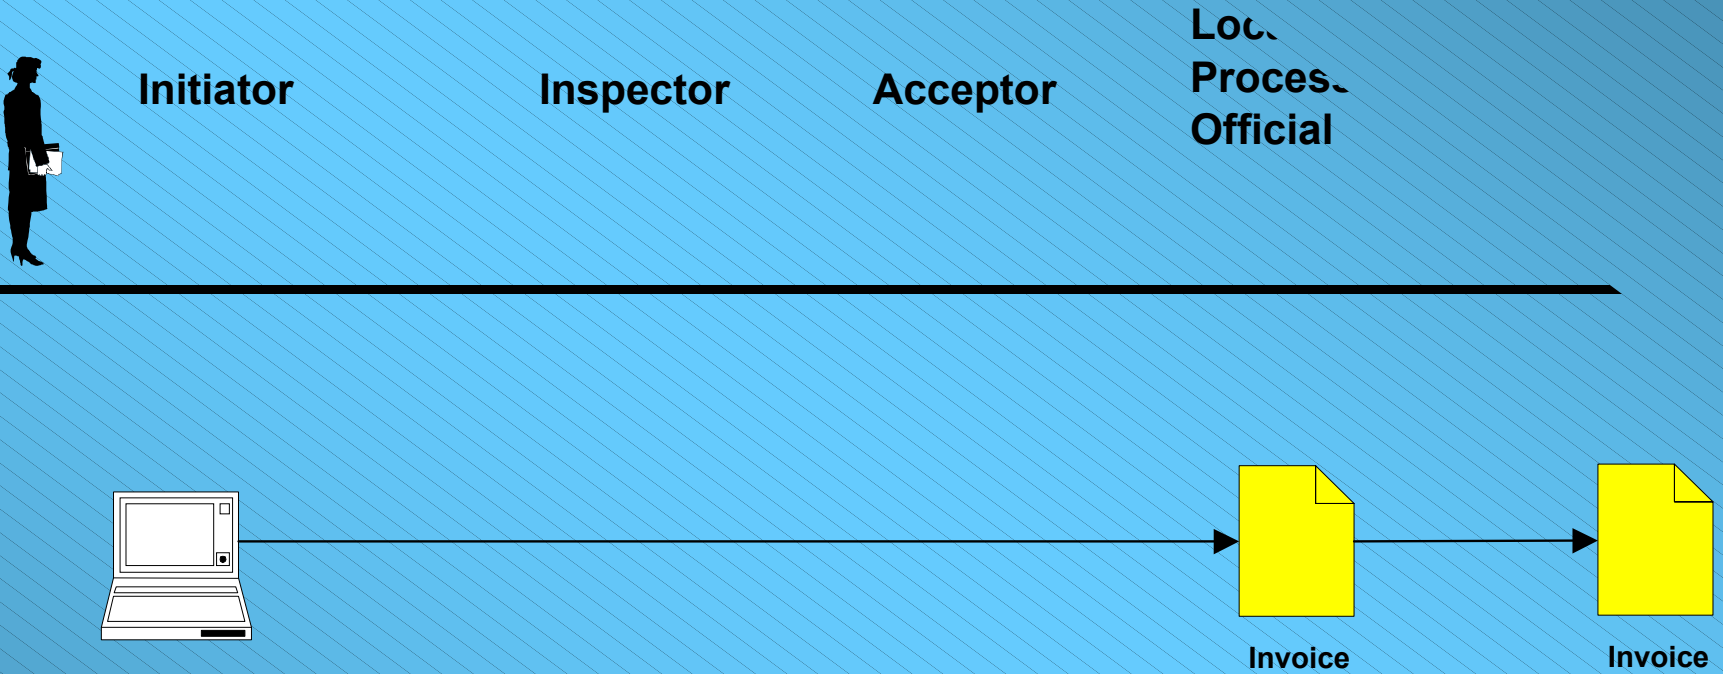 Initiator
Inspector
Acceptor
Official
Invoice
Invoice